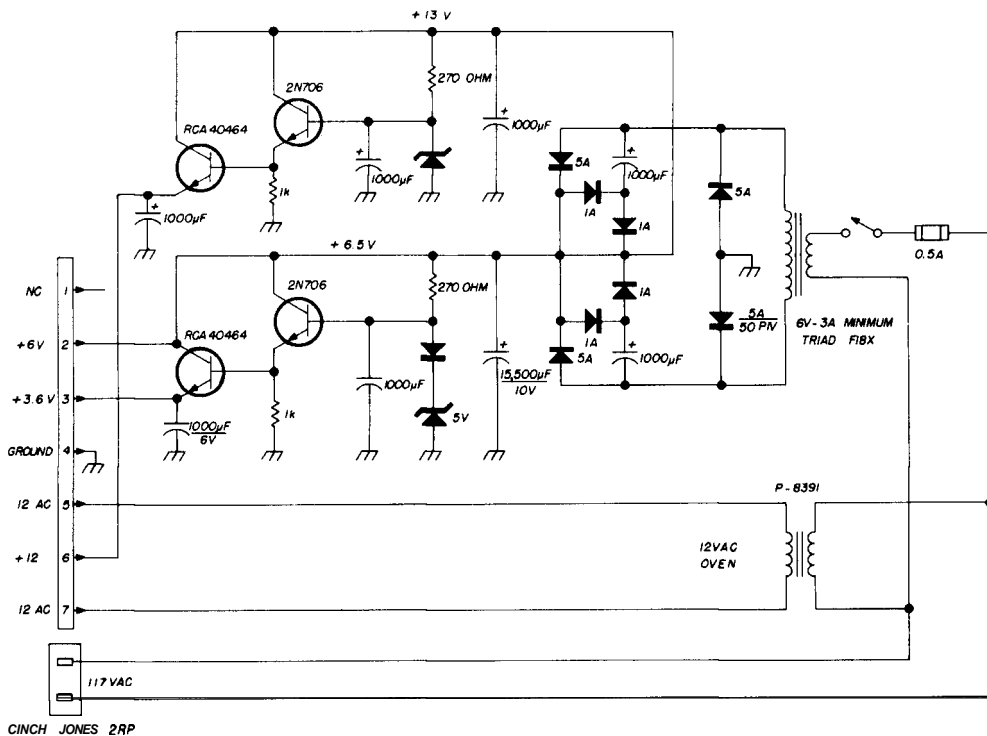 + 13 V
270 OHM
2N706
RCA 40464
+
1000µF
+
1000µF
+
1000µF
1k
5A
+
1000µF
5A
1A
1A
0.5A
+ 6.5 V
2N706
270 OHM
RCA 40464
1A
1A
5A
1000µF
5A
50 PIV
6V-3A MINIMUM
TRIAD F18X
+
1000µF
+
15,500µF
10V
+
5V
1k
1000µF
6V
NC 1
+6V 2
+3.6V 3
GROUND 4
12 AC 5
+12 6
12 AC 7
P-8391
12VAC
OVEN
117 VAC
CINCH JONES 2RP